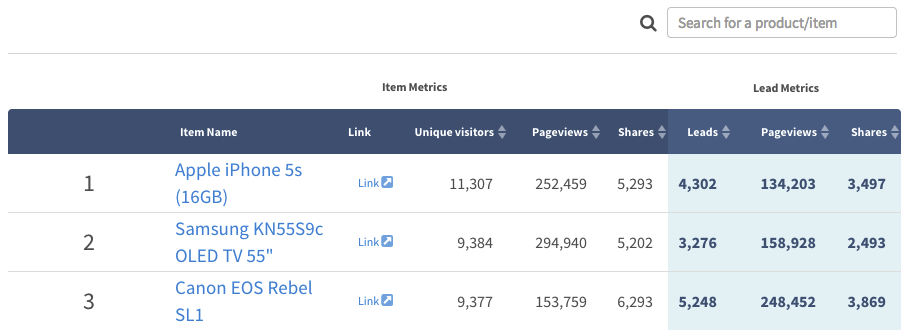 Search for a product/item
Item Metrics Lead Metrics
Item Name Link Unique visitors Pageviews Shares Leads Pageviews Shares
1 Apple iPhone 5s (16GB) Link 11,307 252,459 5,293 4,302 134,203 3,497
2 Samsung KN55S9c OLED TV 55" Link 9,384 294,940 5,202 3,276 158,928 2,493
3 Canon EOS Rebel SL1 Link 9,377 153,759 6,293 5,248 248,452 3,869